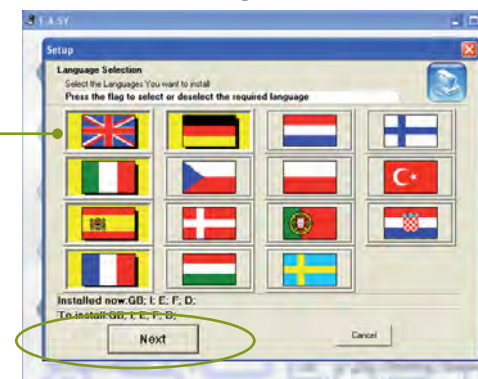 E.A.SY.
Setup
Language Selection
Select the Languages You want to install
Press the flag to select or deselect the required language
Installed now:GB; I; E; F; D;
To install:GB; I; E; F; D;
Next
Cancel